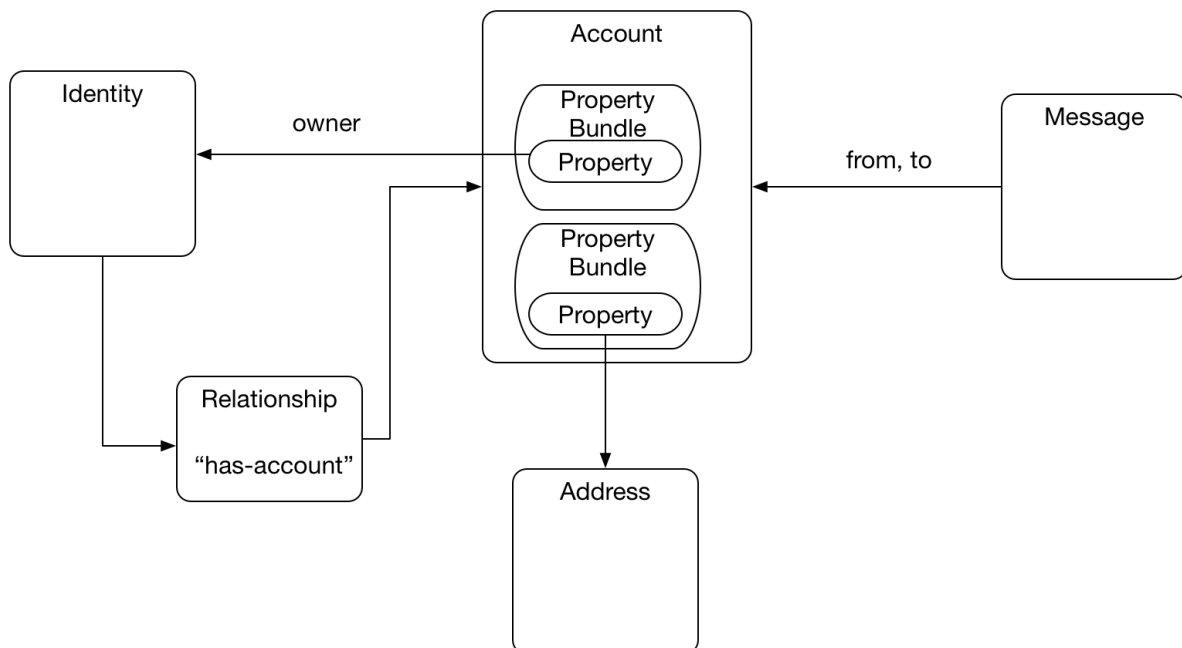 Account
Identity
Property
Bundle
Message
owner
Property
from, to
Property
Bundle
Property
Relationship
“has-account”
Address